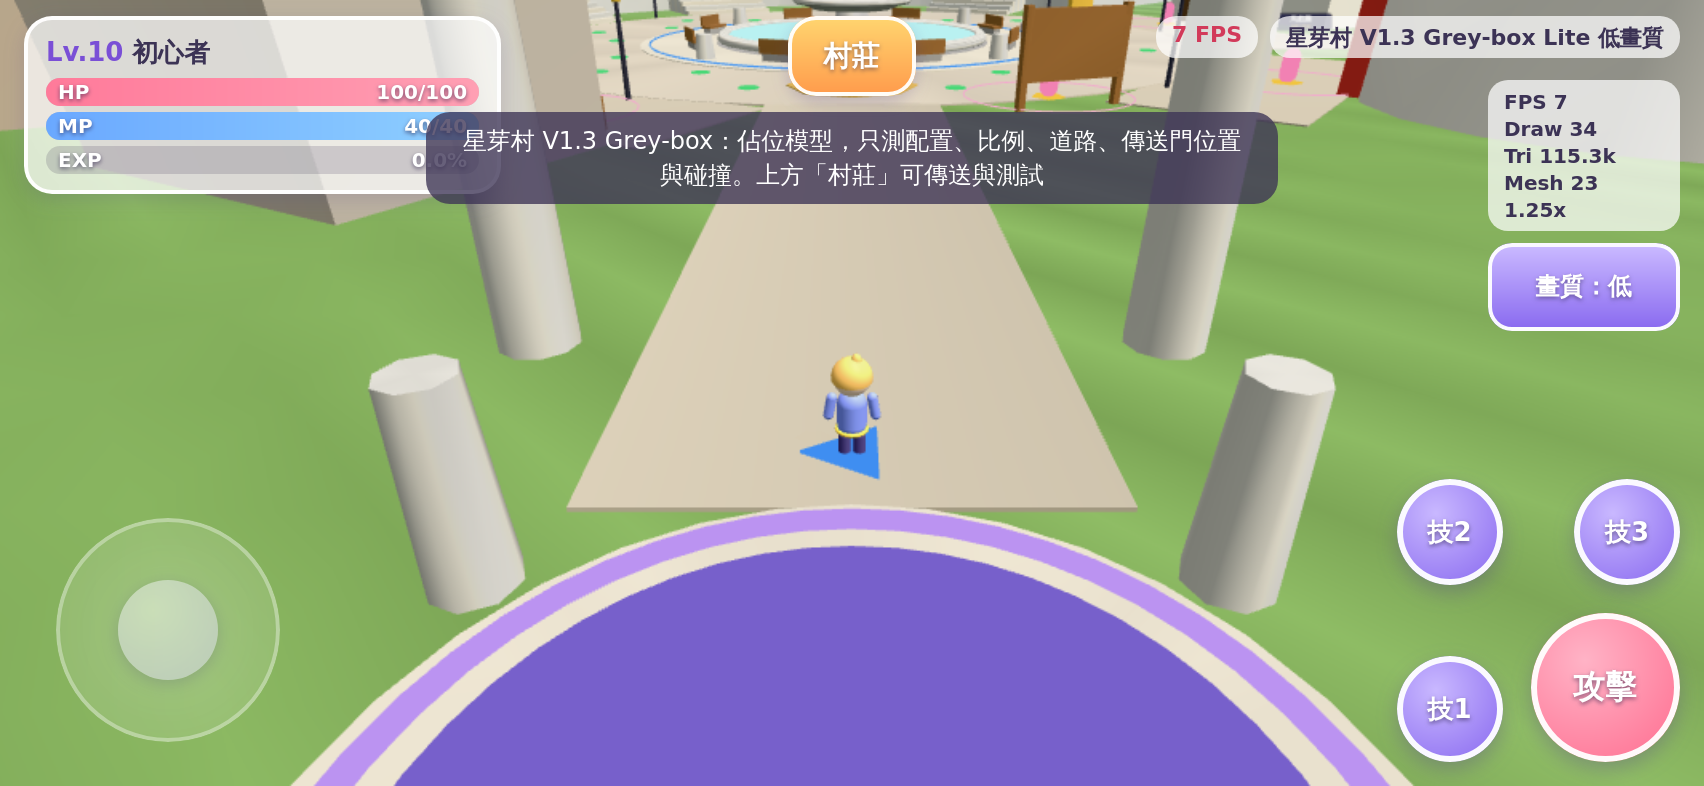 Lv.10 初心者
HP 100/100
MP 40/40
EXP 0.0%
村莊
7 FPS
星芽村 V1.3 Grey-box Lite 低畫質
星芽村 V1.3 Grey-box：佔位模型，只測配置、比例、道路、傳送門位置
與碰撞。上方「村莊」可傳送與測試
FPS 7
Draw 34
Tri 115.3k
Mesh 23
1.25x
畫質：低
技2
技3
技1
攻擊